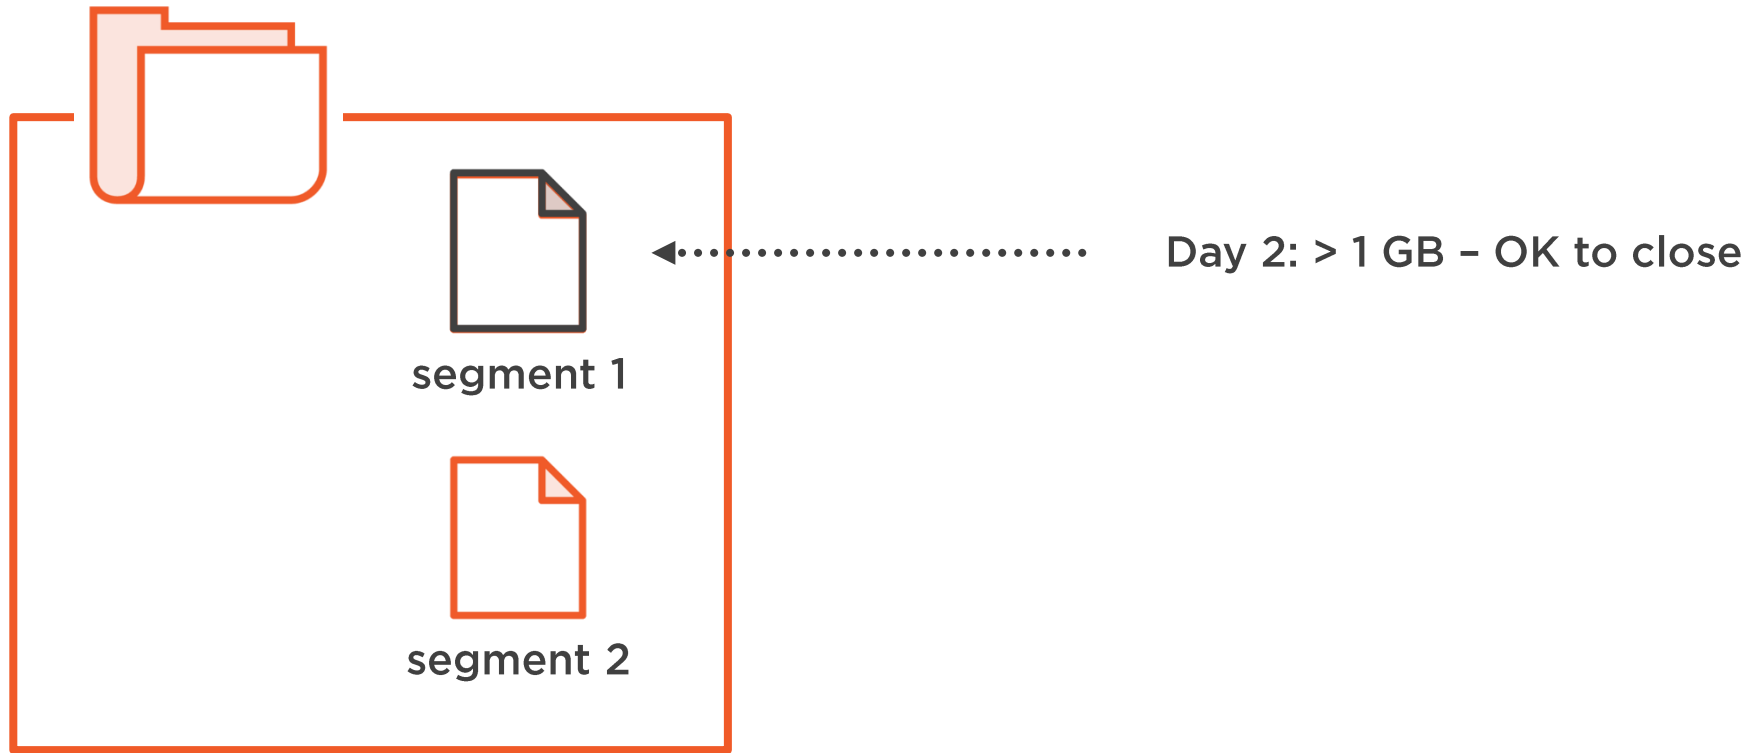 Day 2: > 1 GB – OK to close
segment 1
segment 2